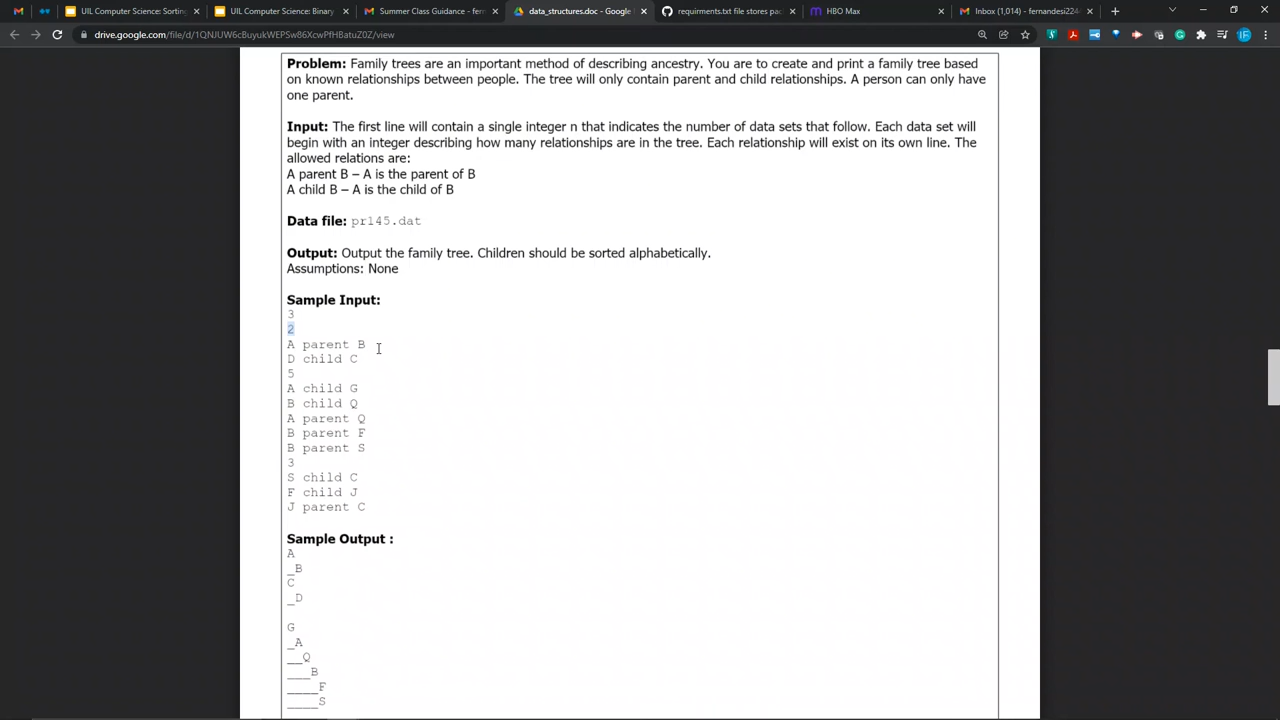 UIL Computer Science: Sorting
UIL Computer Science: Binary
Summer Class Guidance - fern
data_structures.doc - Google
requirments.txt file stores pac
HBO Max
Inbox (1,014) - fernandesi224
drive.google.com/file/d/1QNJUW6cBuyukWEPSw86XcwPfHBatuZ0Z/view
Problem: Family trees are an important method of describing ancestry. You are to create and print a family tree based
on known relationships between people. The tree will only contain parent and child relationships. A person can only have
one parent.
Input: The first line will contain a single integer n that indicates the number of data sets that follow. Each data set will
begin with an integer describing how many relationships are in the tree. Each relationship will exist on its own line. The
allowed relations are:
A parent B – A is the parent of B
A child B – A is the child of B
Data file: pr145.dat
Output: Output the family tree. Children should be sorted alphabetically.
Assumptions: None
Sample Input:
3
2
A parent B
D child C
5
A child G
B child Q
A parent Q
B parent F
B parent S
3
S child C
F child J
J parent C
Sample Output :
A
_B
C
_D
G
_A
__Q
___B
____F
____S